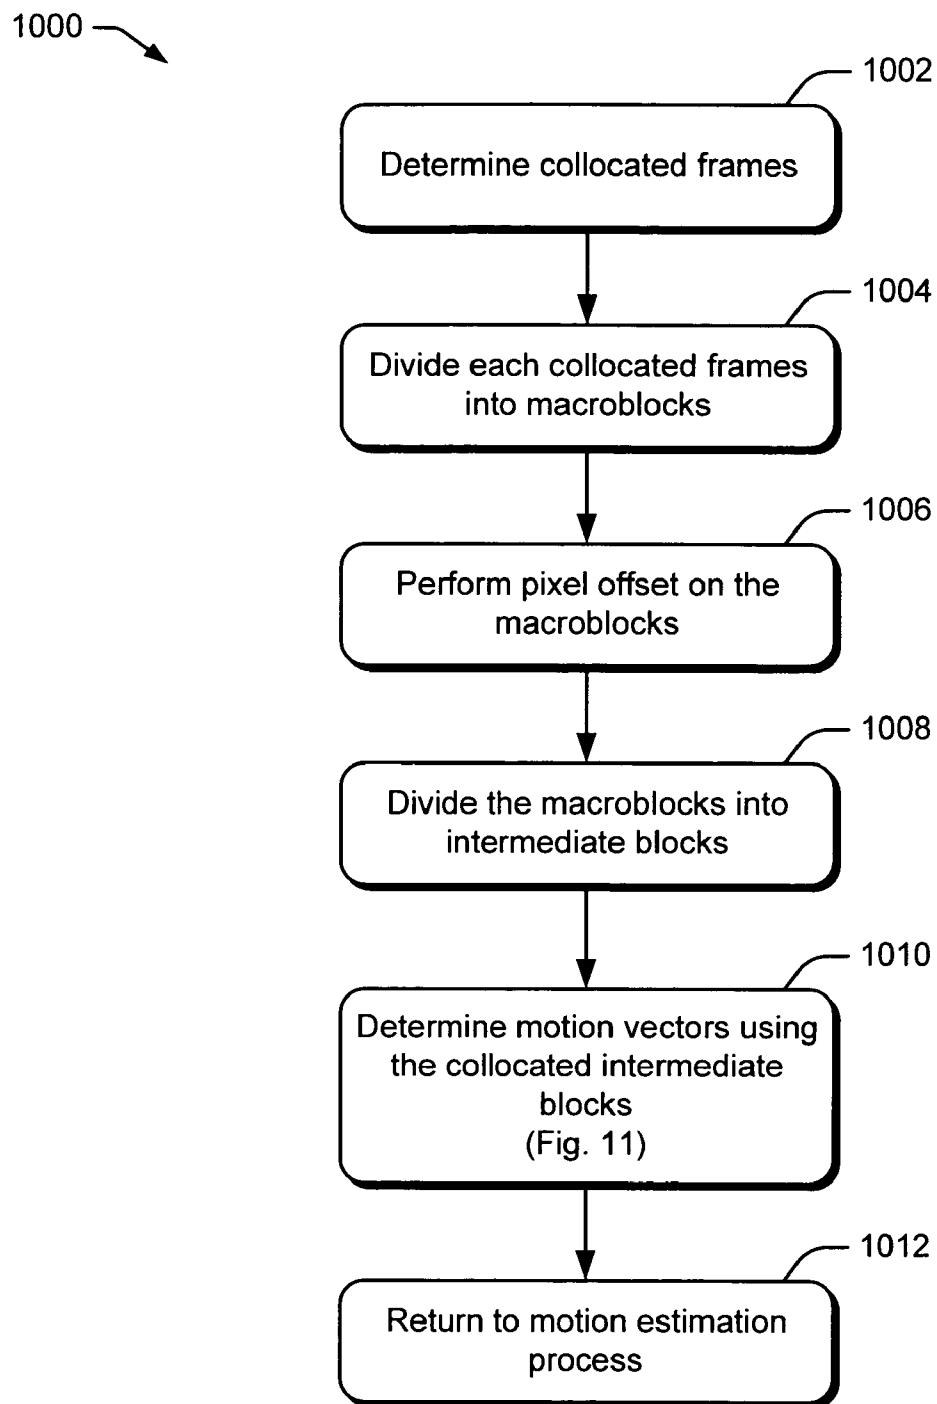 1000
1002
Determine collocated frames
1004
Divide each collocated frames
into macroblocks
1006
Perform pixel offset on the
macroblocks
1008
Divide the macroblocks into
intermediate blocks
1010
Determine motion vectors using
the collocated intermediate
blocks
(Fig. 11)
1012
Return to motion estimation
process